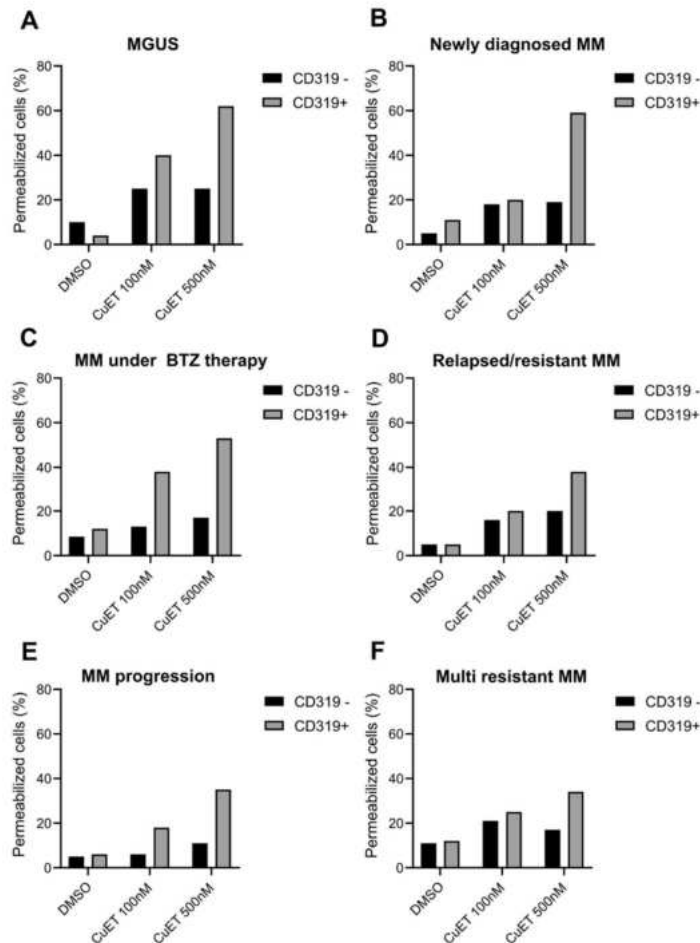 A
MGUS
Permeabilized cells (%)
80
60
40
20
0
DMSO
CuET 100nM
CuET 500nM
CD319 -
CD319+
B
Newly diagnosed MM
Permeabilized cells (%)
80
60
40
20
0
DMSO
CuET 100nM
CuET 500nM
CD319 -
CD319+
C
MM under BTZ therapy
Permeabilized cells (%)
80
60
40
20
0
DMSO
CuET 100nM
CuET 500nM
CD319 -
CD319+
D
Relapsed/resistant MM
Permeabilized cells (%)
80
60
40
20
0
DMSO
CuET 100nM
CuET 500nM
CD319 -
CD319+
E
MM progression
Permeabilized cells (%)
80
60
40
20
0
DMSO
CuET 100nM
CuET 500nM
CD319 -
CD319+
F
Multi resistant MM
Permeabilized cells (%)
80
60
40
20
0
DMSO
CuET 100nM
CuET 500nM
CD319 -
CD319+